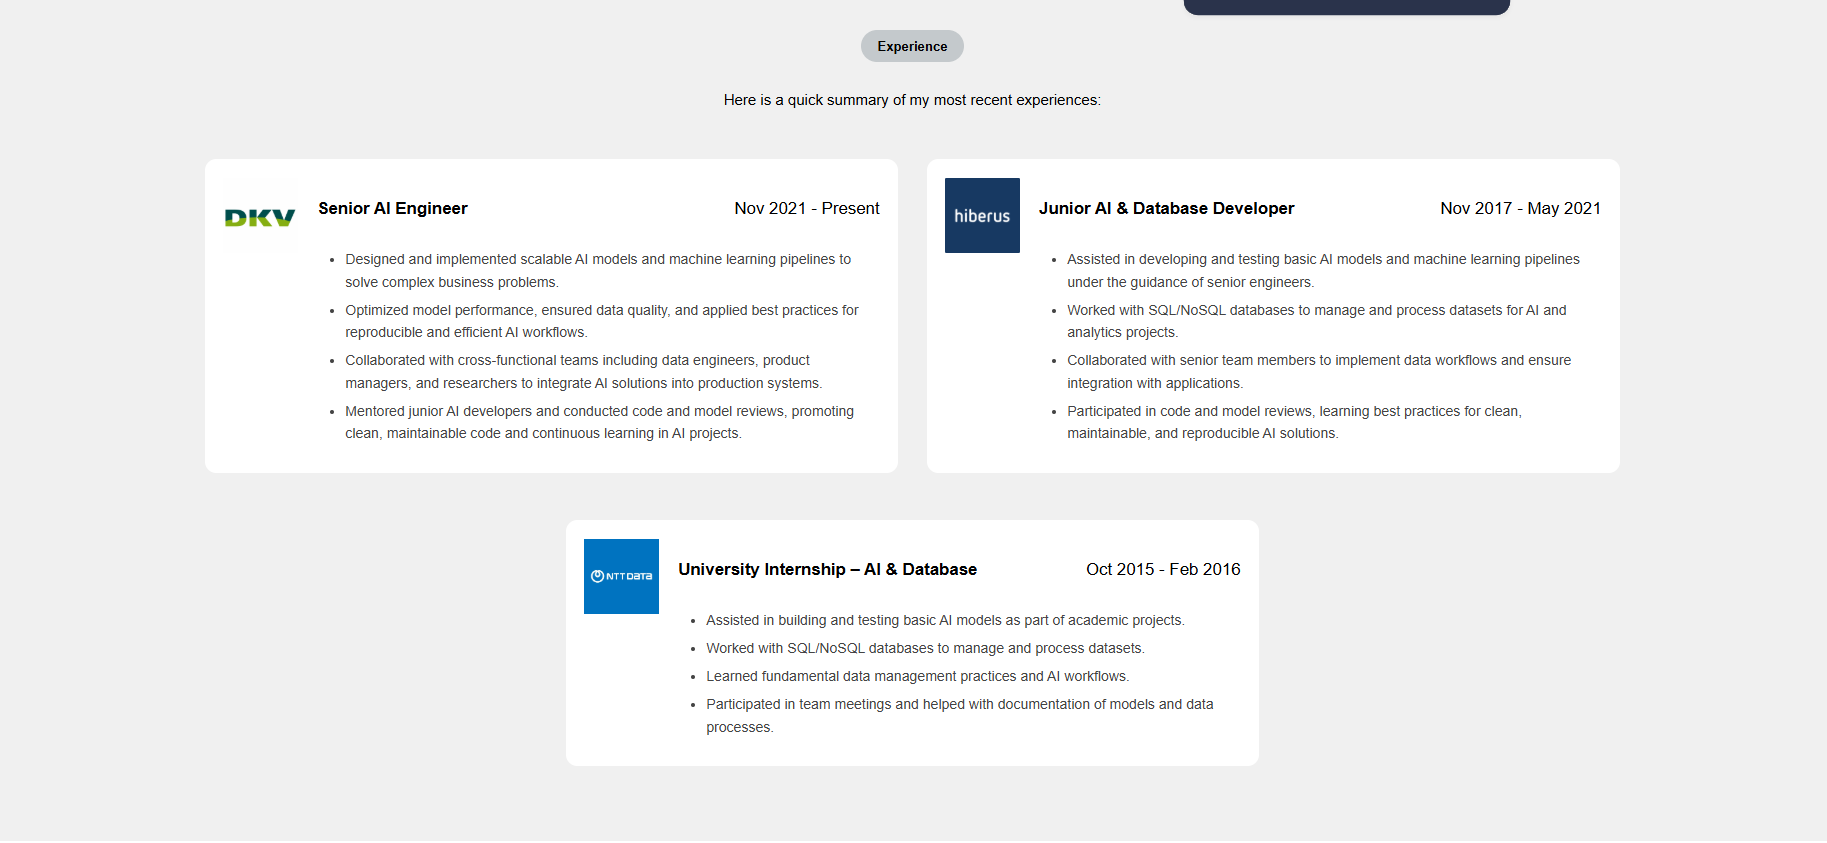 Experience
Here is a quick summary of my most recent experiences:
DKV
Senior AI Engineer
Nov 2021 - Present
Designed and implemented scalable AI models and machine learning pipelines to
solve complex business problems.
Optimized model performance, ensured data quality, and applied best practices for
reproducible and efficient AI workflows.
Collaborated with cross-functional teams including data engineers, product
managers, and researchers to integrate AI solutions into production systems.
Mentored junior AI developers and conducted code and model reviews, promoting
clean, maintainable code and continuous learning in AI projects.
hiberus
Junior AI & Database Developer
Nov 2017 - May 2021
Assisted in developing and testing basic AI models and machine learning pipelines
under the guidance of senior engineers.
Worked with SQL/NoSQL databases to manage and process datasets for AI and
analytics projects.
Collaborated with senior team members to implement data workflows and ensure
integration with applications.
Participated in code and model reviews, learning best practices for clean,
maintainable, and reproducible AI solutions.
NTT DATA
University Internship – AI & Database
Oct 2015 - Feb 2016
Assisted in building and testing basic AI models as part of academic projects.
Worked with SQL/NoSQL databases to manage and process datasets.
Learned fundamental data management practices and AI workflows.
Participated in team meetings and helped with documentation of models and data
processes.